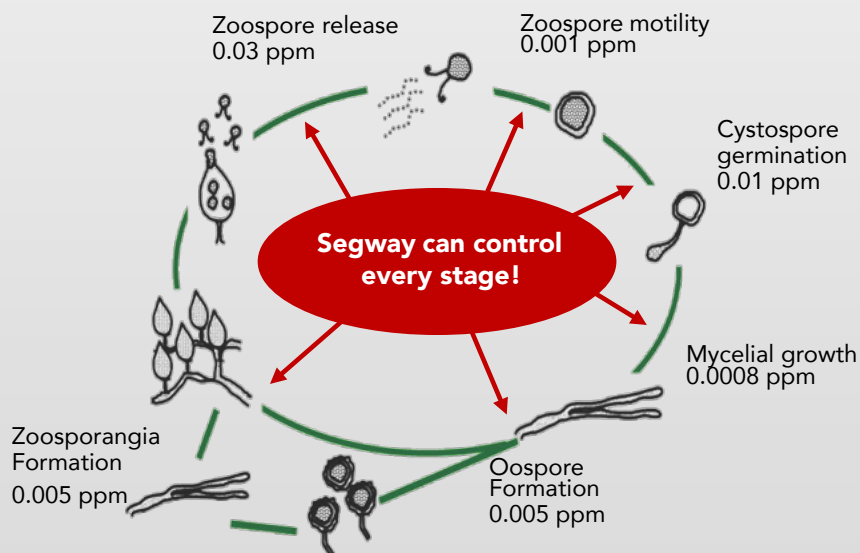 Zoospore release
0.03 ppm
Zoospore motility
0.001 ppm
Cystospore
germination
0.01 ppm
Segway can control
every stage!
Mycelial growth
0.0008 ppm
Zoosporangia
Formation
0.005 ppm
Oospore
Formation
0.005 ppm